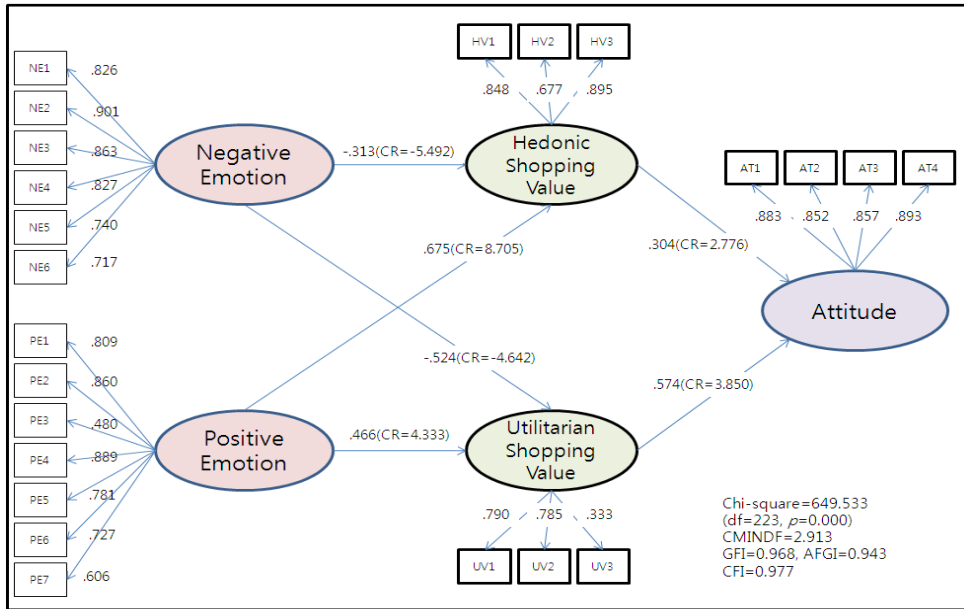 HV1 HV2 HV3
.848 .677 .895
NE1 .826
NE2 .901
NE3 .863
NE4 .827
NE5 .740
NE6 .717
Negative
Emotion
-.313(CR=-5.492)
Hedonic
Shopping
Value
AT1 AT2 AT3 AT4
.883 .852 .857 .893
.675(CR=8.705)
.304(CR=2.776)
Attitude
-.524(CR=-4.642)
.574(CR=3.850)
PE1 .809
PE2 .860
PE3 .480
PE4 .889
PE5 .781
PE6 .727
PE7 .606
Positive
Emotion
.466(CR=4.333)
Utilitarian
Shopping
Value
.790 .785 .333
UV1 UV2 UV3
Chi-square=649.533
(df=223, p=0.000)
CMINDF=2.913
GFI=0.968, AFGI=0.943
CFI=0.977